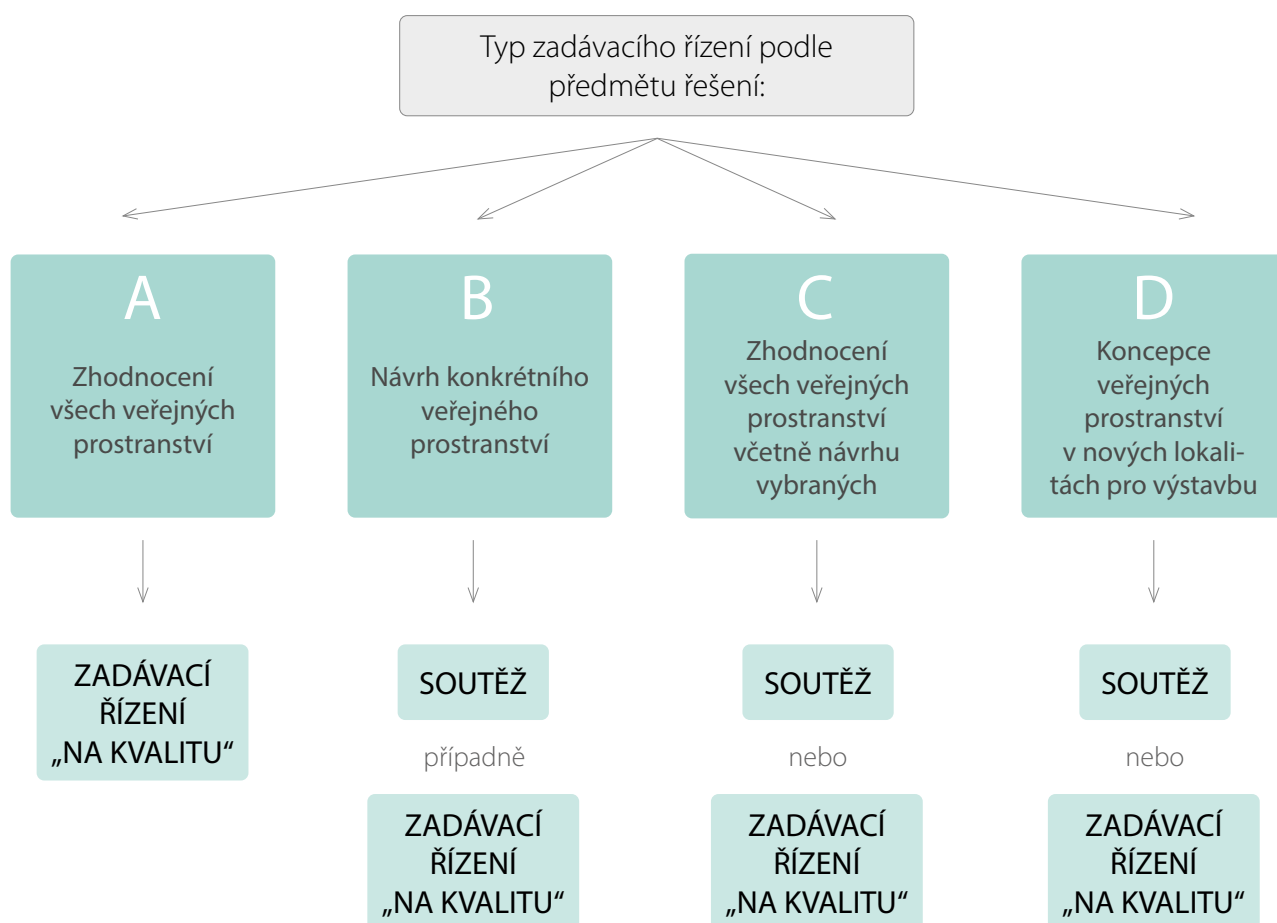 Typ zadávacího řízení podle
předmětu řešení:
A
Zhodnocení
všech veřejných
prostranství
B
Návrh konkrétního
veřejného
prostranství
C
Zhodnocení
všech veřejných
prostranství
včetně návrhu
vybraných
D
Koncepce
veřejných
prostranství
v nových lokali-
tách pro výstavbu
ZADÁVACÍ
ŘÍZENÍ
„NA KVALITU“
SOUTĚŽ
případně
ZADÁVACÍ
ŘÍZENÍ
„NA KVALITU“
SOUTĚŽ
nebo
ZADÁVACÍ
ŘÍZENÍ
„NA KVALITU“
SOUTĚŽ
nebo
ZADÁVACÍ
ŘÍZENÍ
„NA KVALITU“